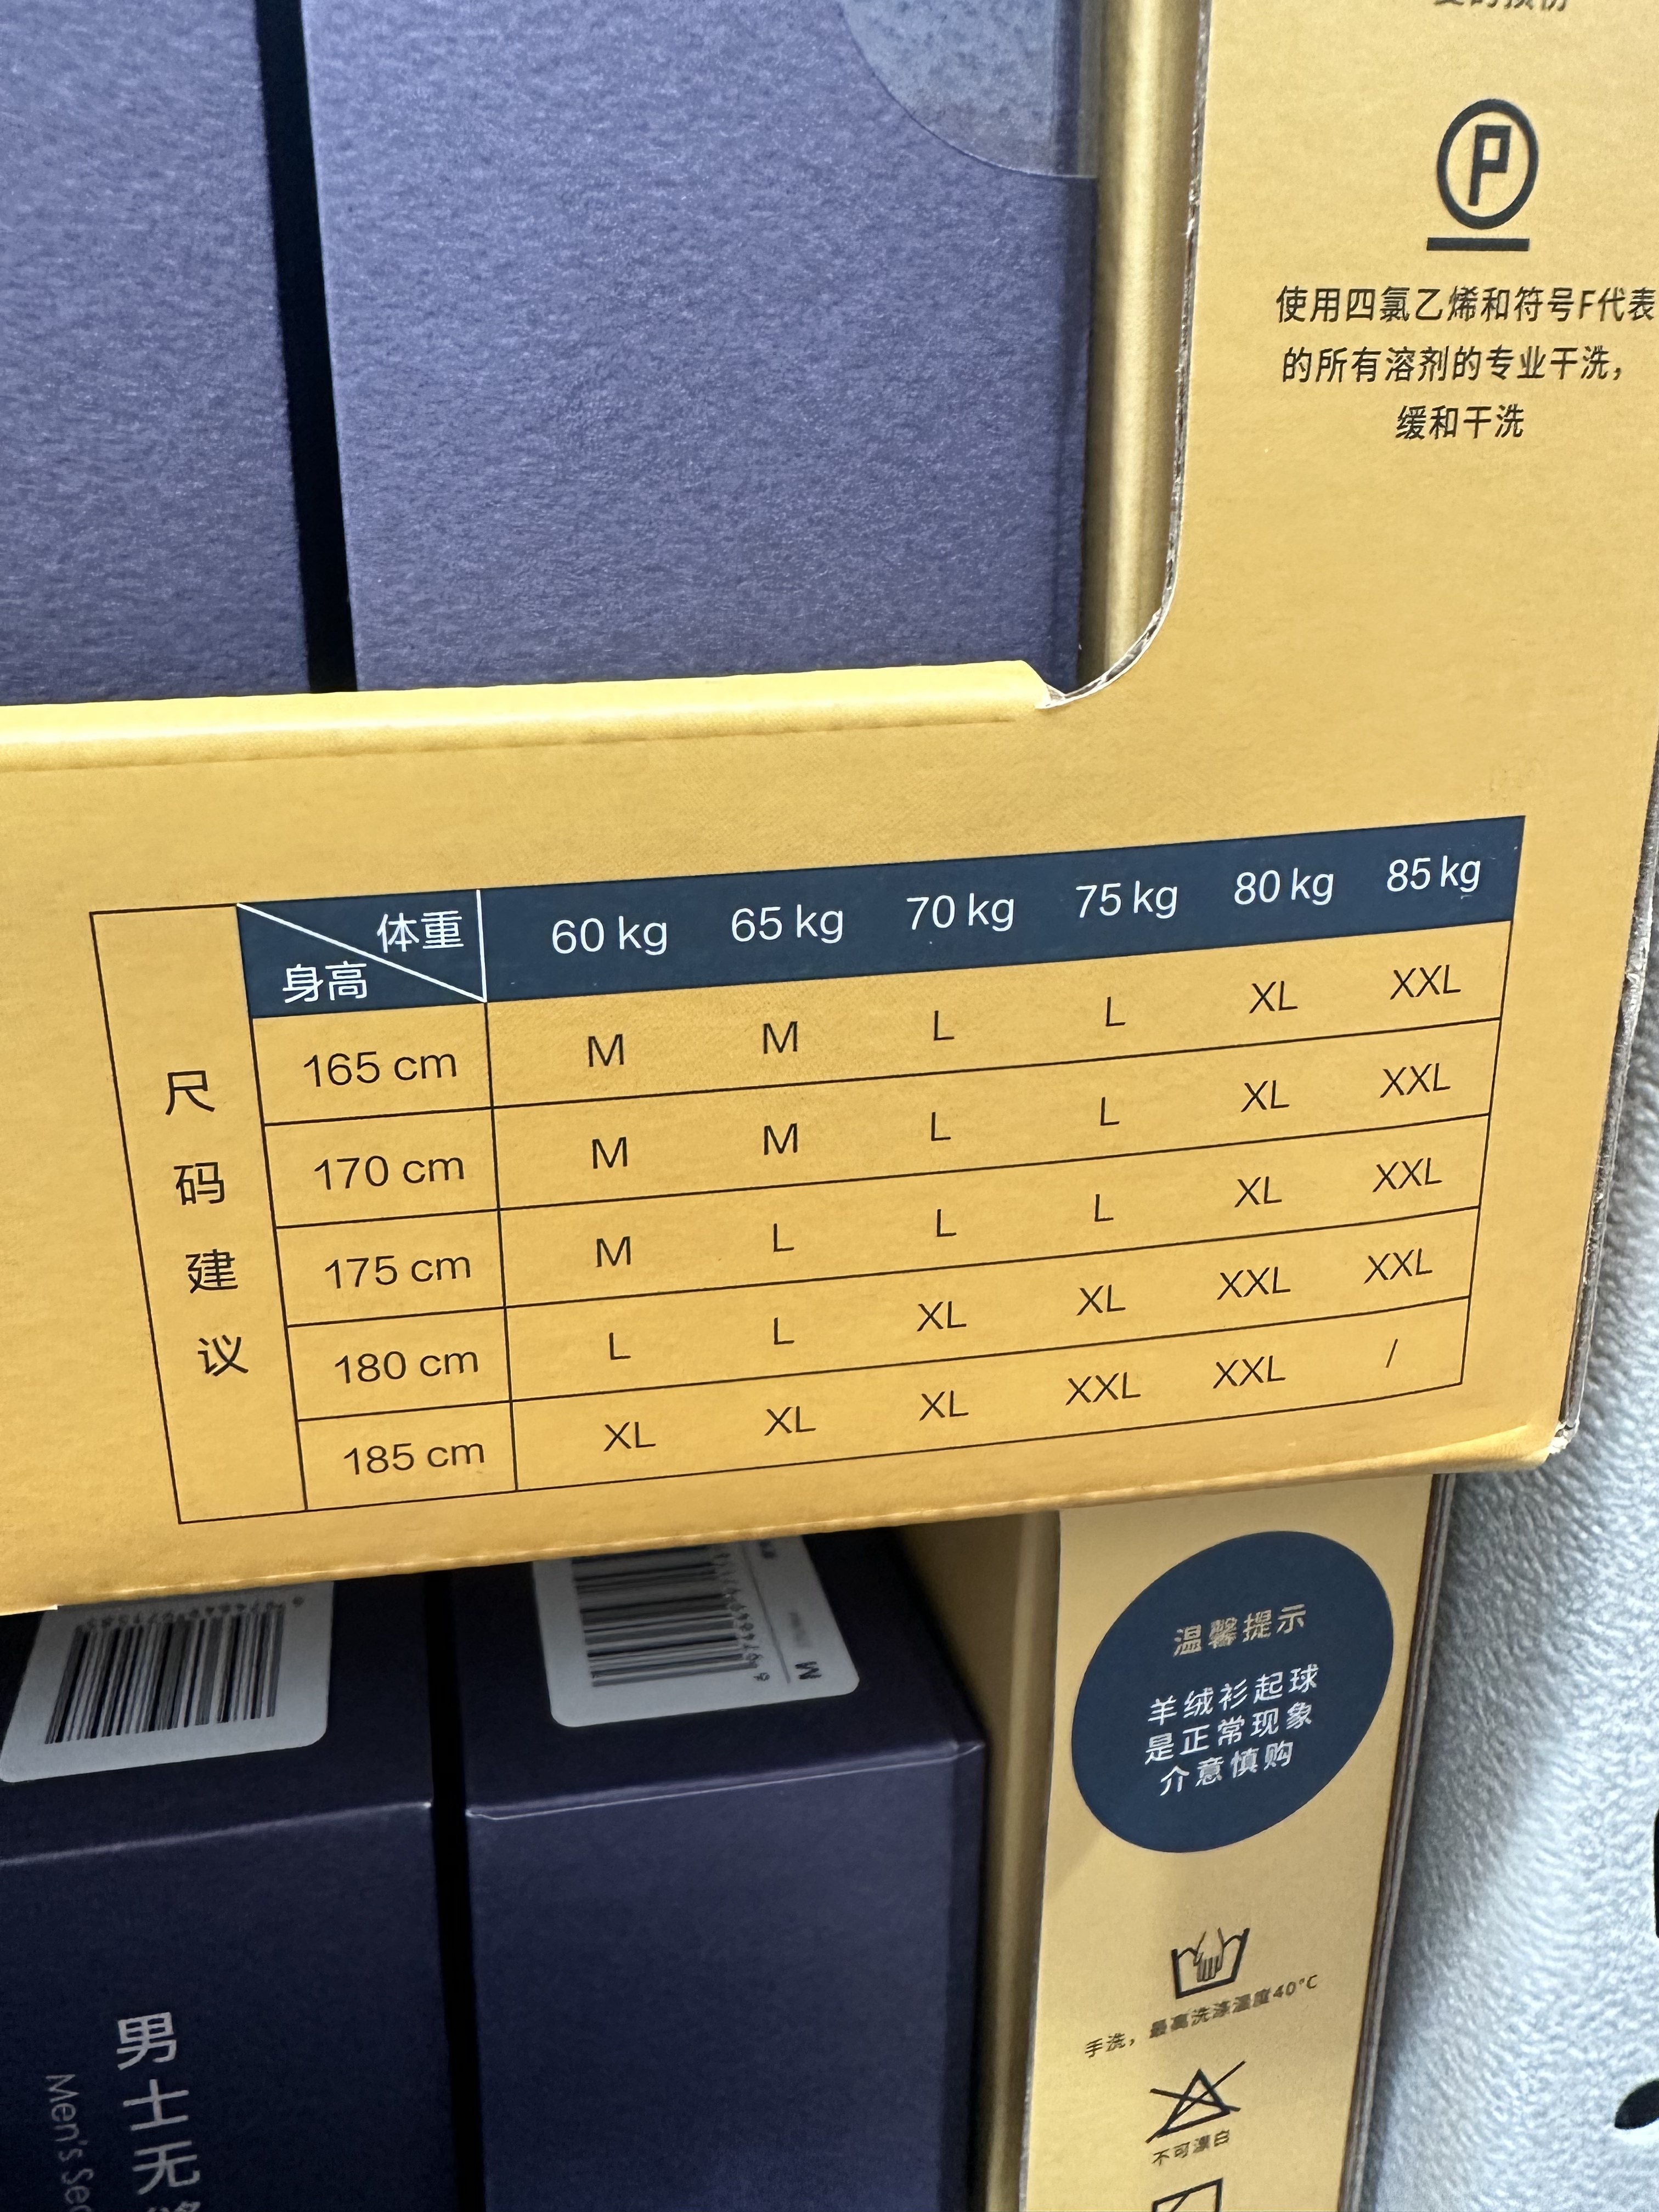 P
使用四氯乙烯和符号F代表
的所有溶剂的专业干洗，
缓和干洗
尺码建议
体重 60 kg 65 kg 70 kg 75 kg 80 kg 85 kg
身高
165 cm M M L L XL XXL
170 cm M M L L XL XXL
175 cm M L L L XL XXL
180 cm L L XL XL XXL XXL
185 cm XL XL XL XXL XXL /
M
温馨提示
羊绒衫起球
是正常现象
介意慎购
手洗，最高洗涤温度40°C
不可漂白
男士无
Men's